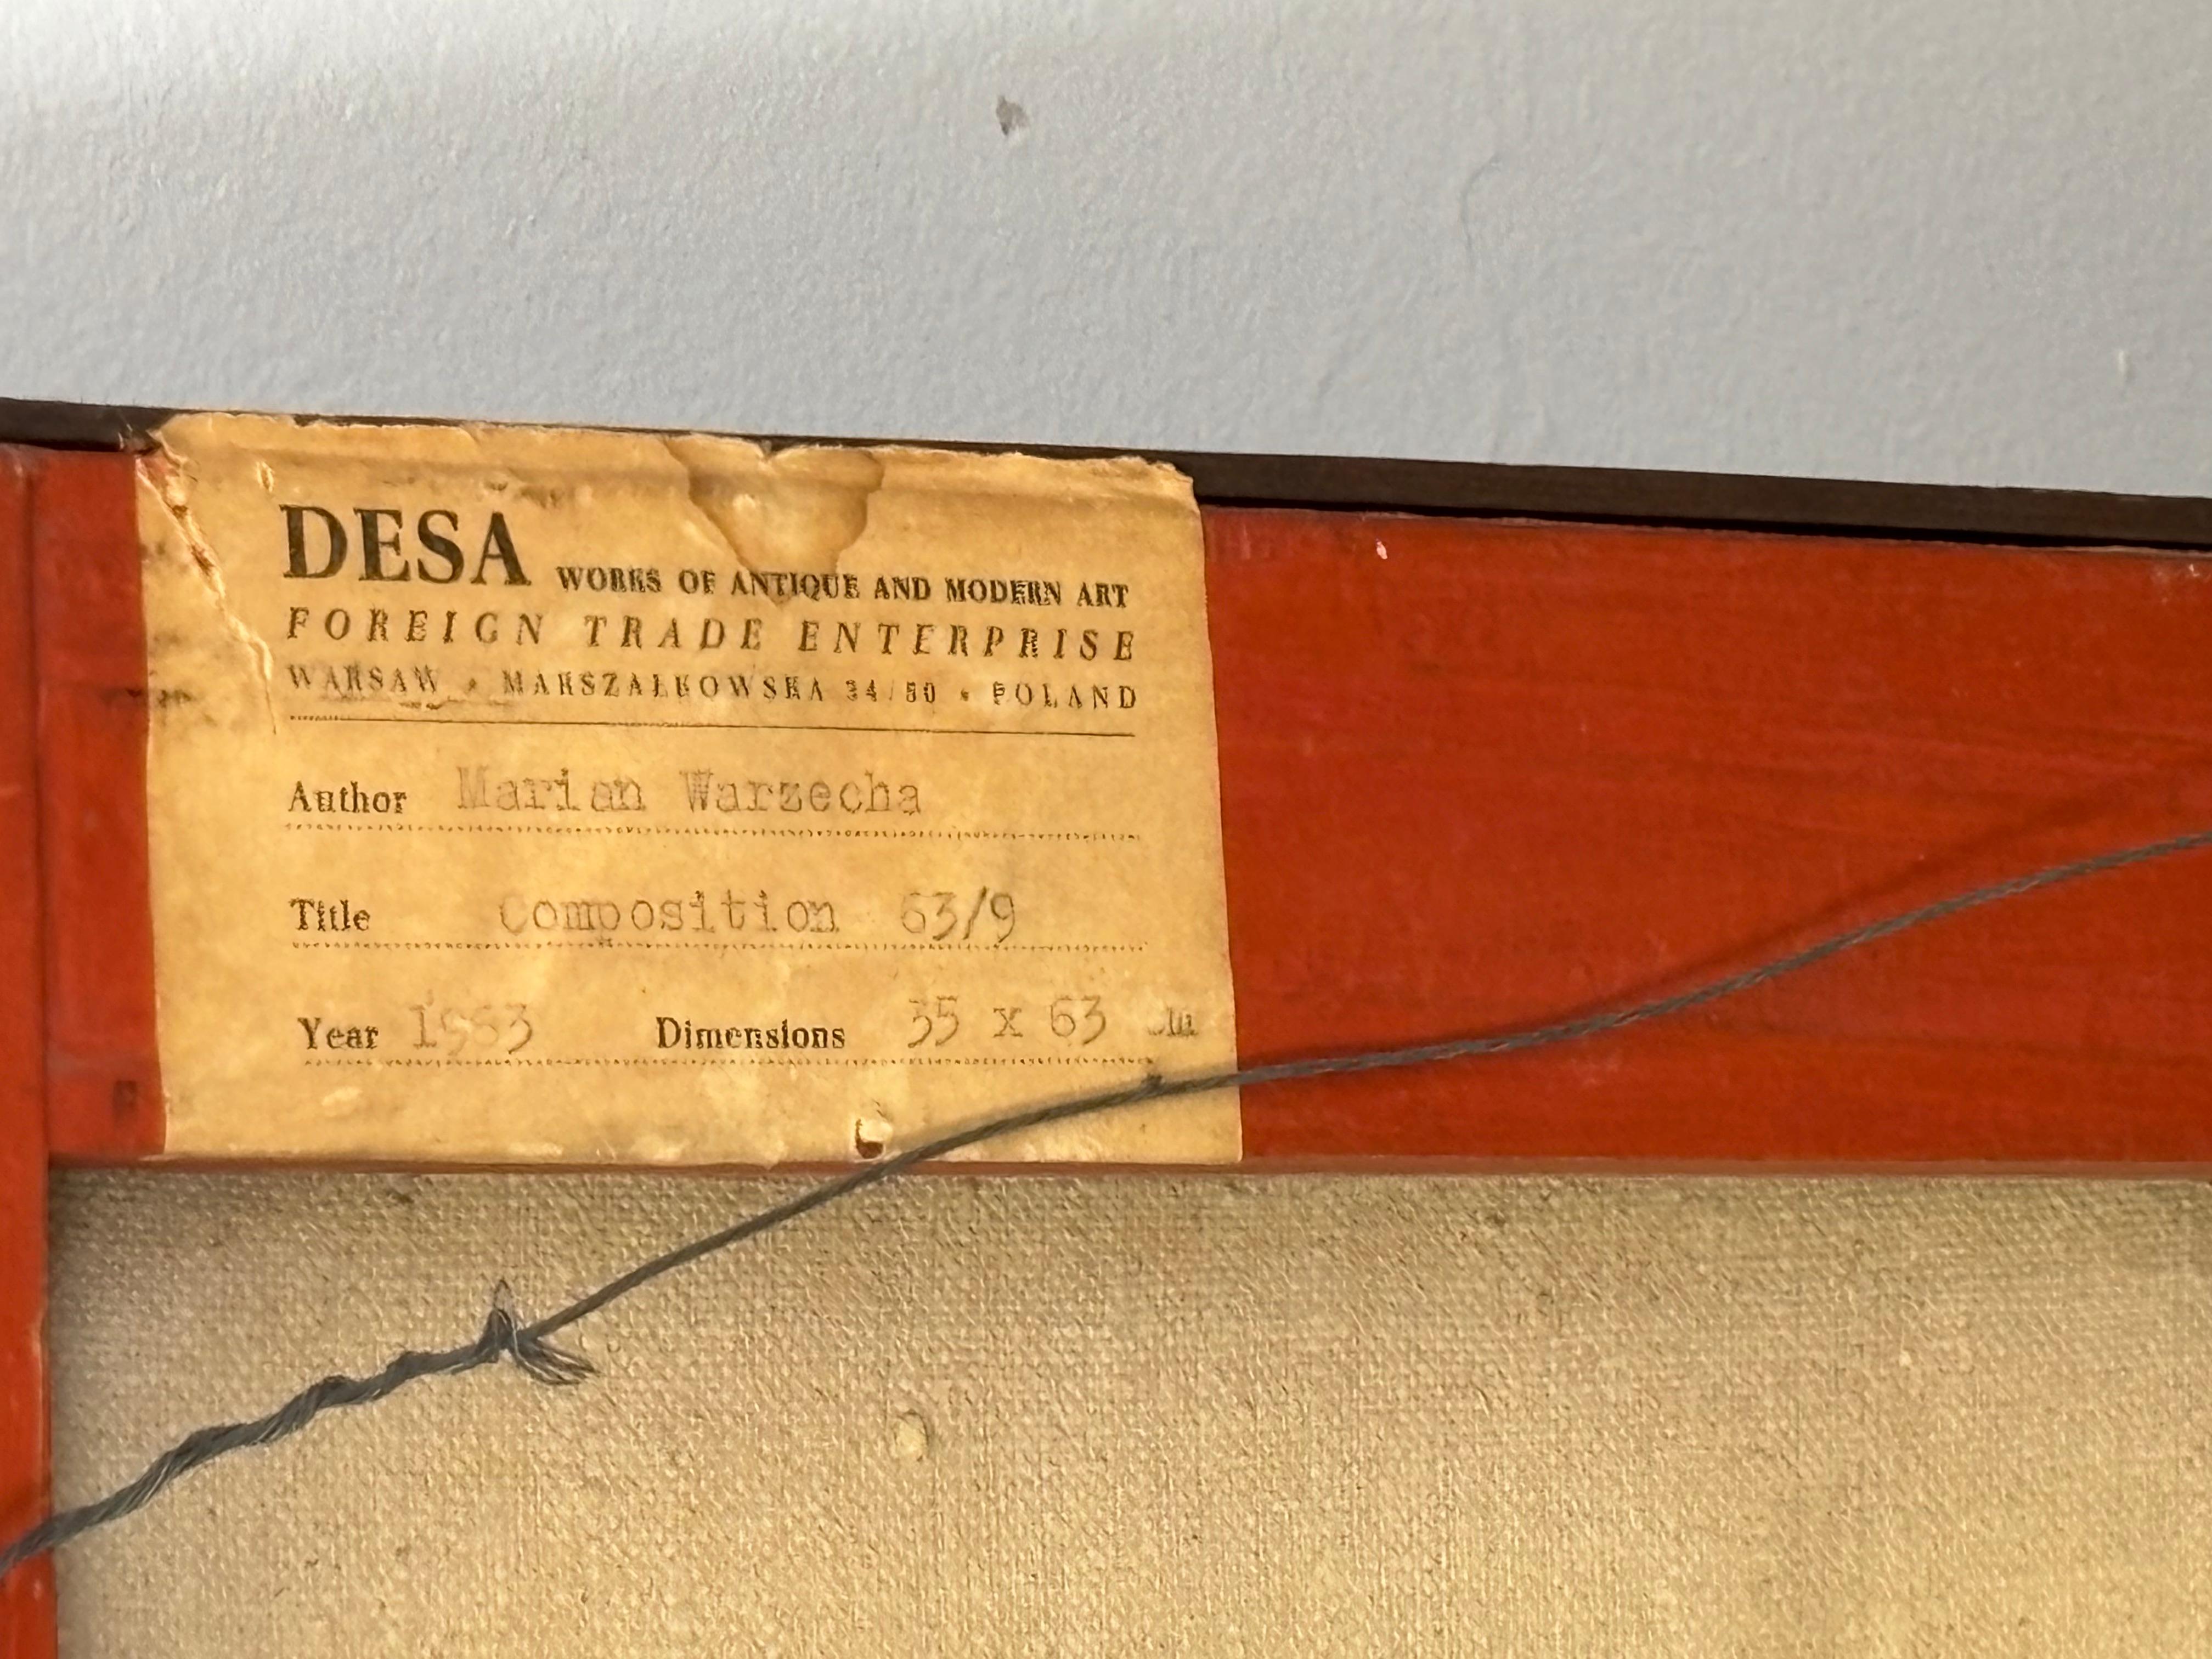 DESA WORKS OF ANTIQUE AND MODERN ART
FOREIGN TRADE ENTERPRISE
WARSAW • MARSZAŁKOWSKA 34/50 • POLAND
Author Marian Warzecha
Title Composition 63/9
Year Dimensions 35 x 63 cm